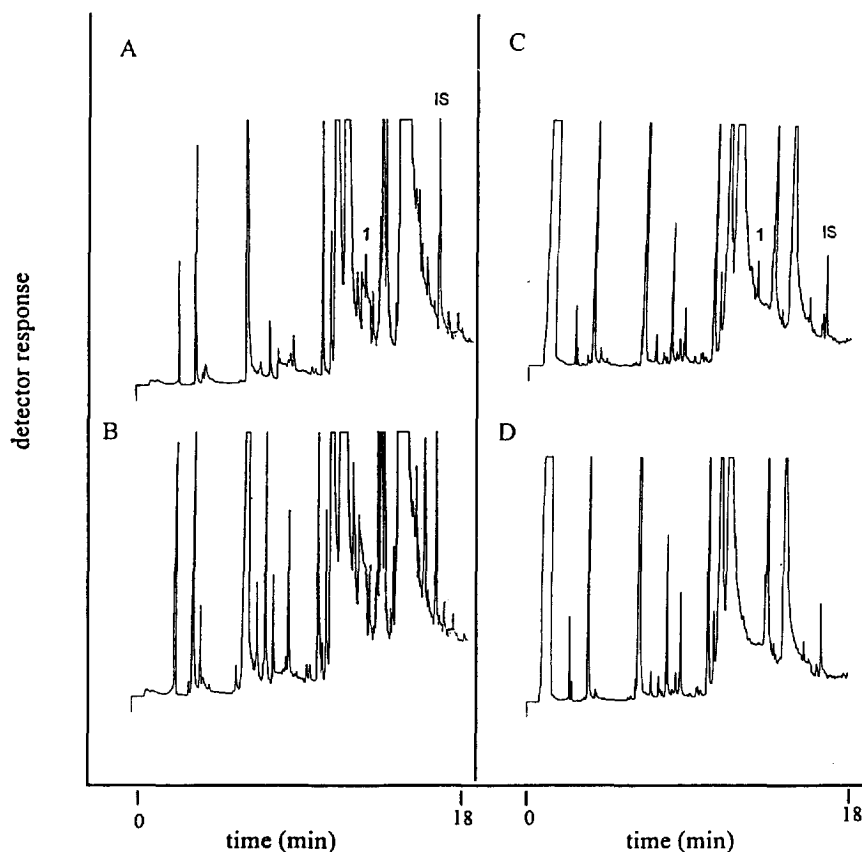 A
IS
1
C
1
IS
detector response
B
D
0
18
0
18
time (min)
time (min)